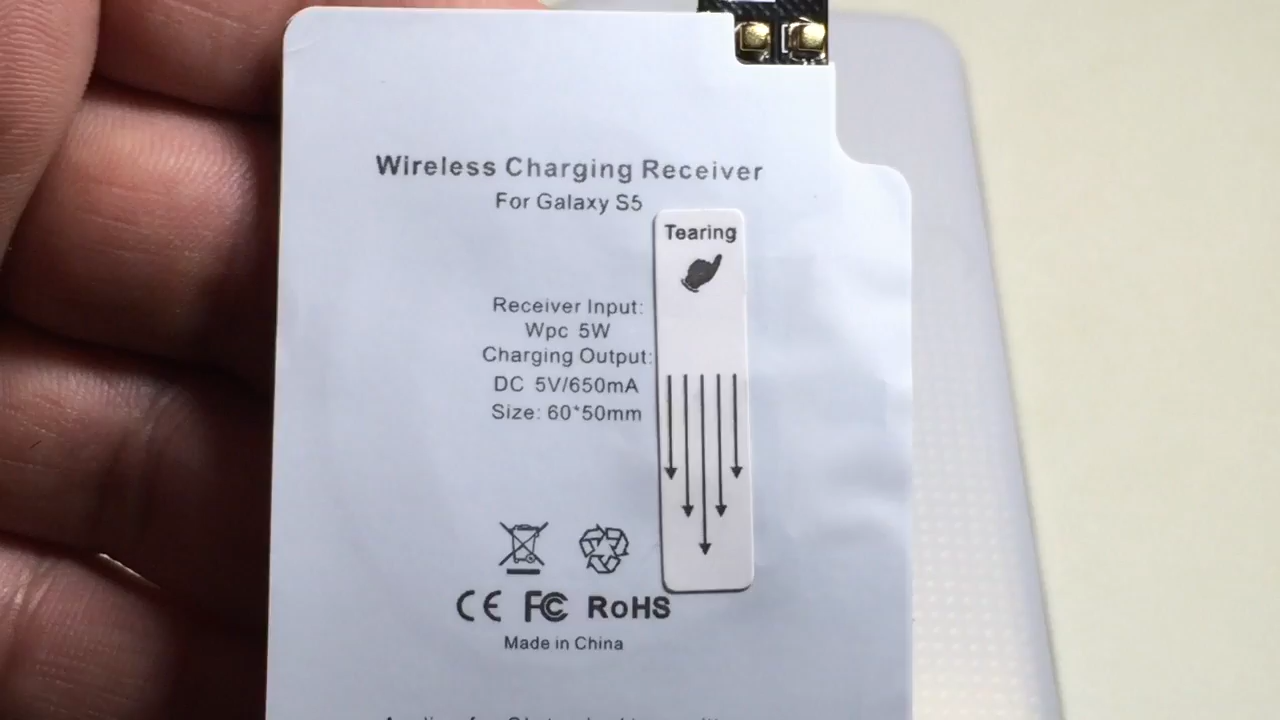 Wireless Charging Receiver
For Galaxy S5
Tearing
Receiver Input:
Wpc 5W
Charging Output:
DC 5V/650mA
Size: 60*50mm
CE FC RoHS
Made in China